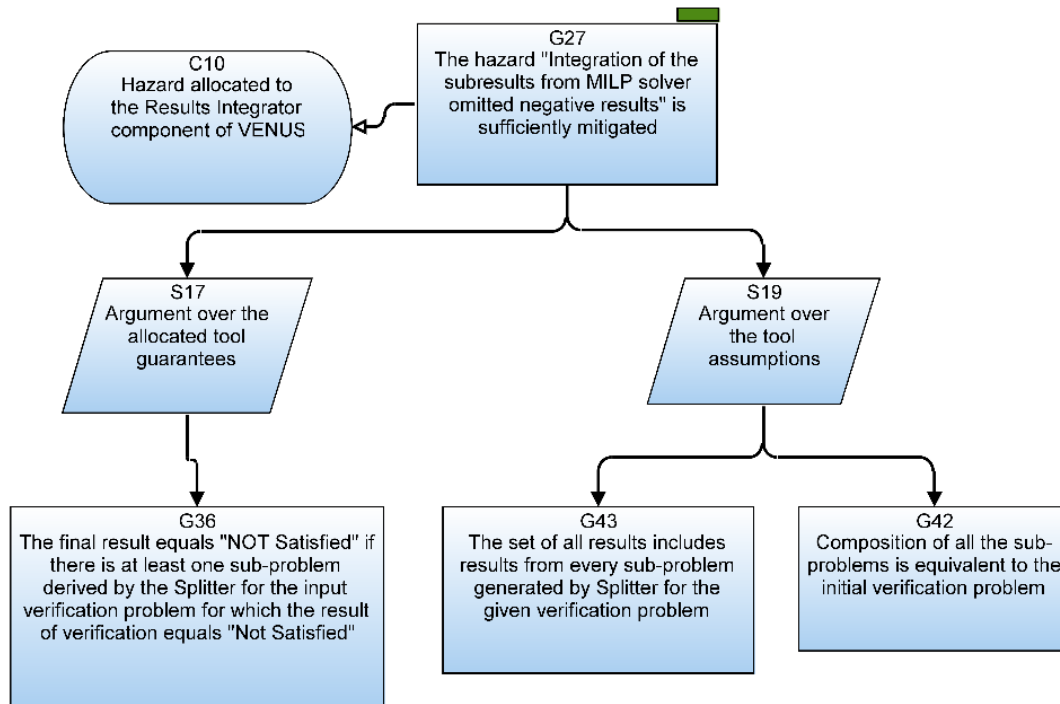 G27
The hazard "Integration of the
subresults from MILP solver
omitted negative results" is
sufficiently mitigated
C10
Hazard allocated to
the Results Integrator
component of VENUS
S17
Argument over the
allocated tool
guarantees
S19
Argument over
the tool
assumptions
G36
The final result equals "NOT Satisfied" if
there is at least one sub-problem
derived by the Splitter for the input
verification problem for which the result
of verification equals "Not Satisfied"
G43
The set of all results includes
results from every sub-problem
generated by Splitter for the
given verification problem
G42
Composition of all the sub-
problems is equivalent to the
initial verification problem